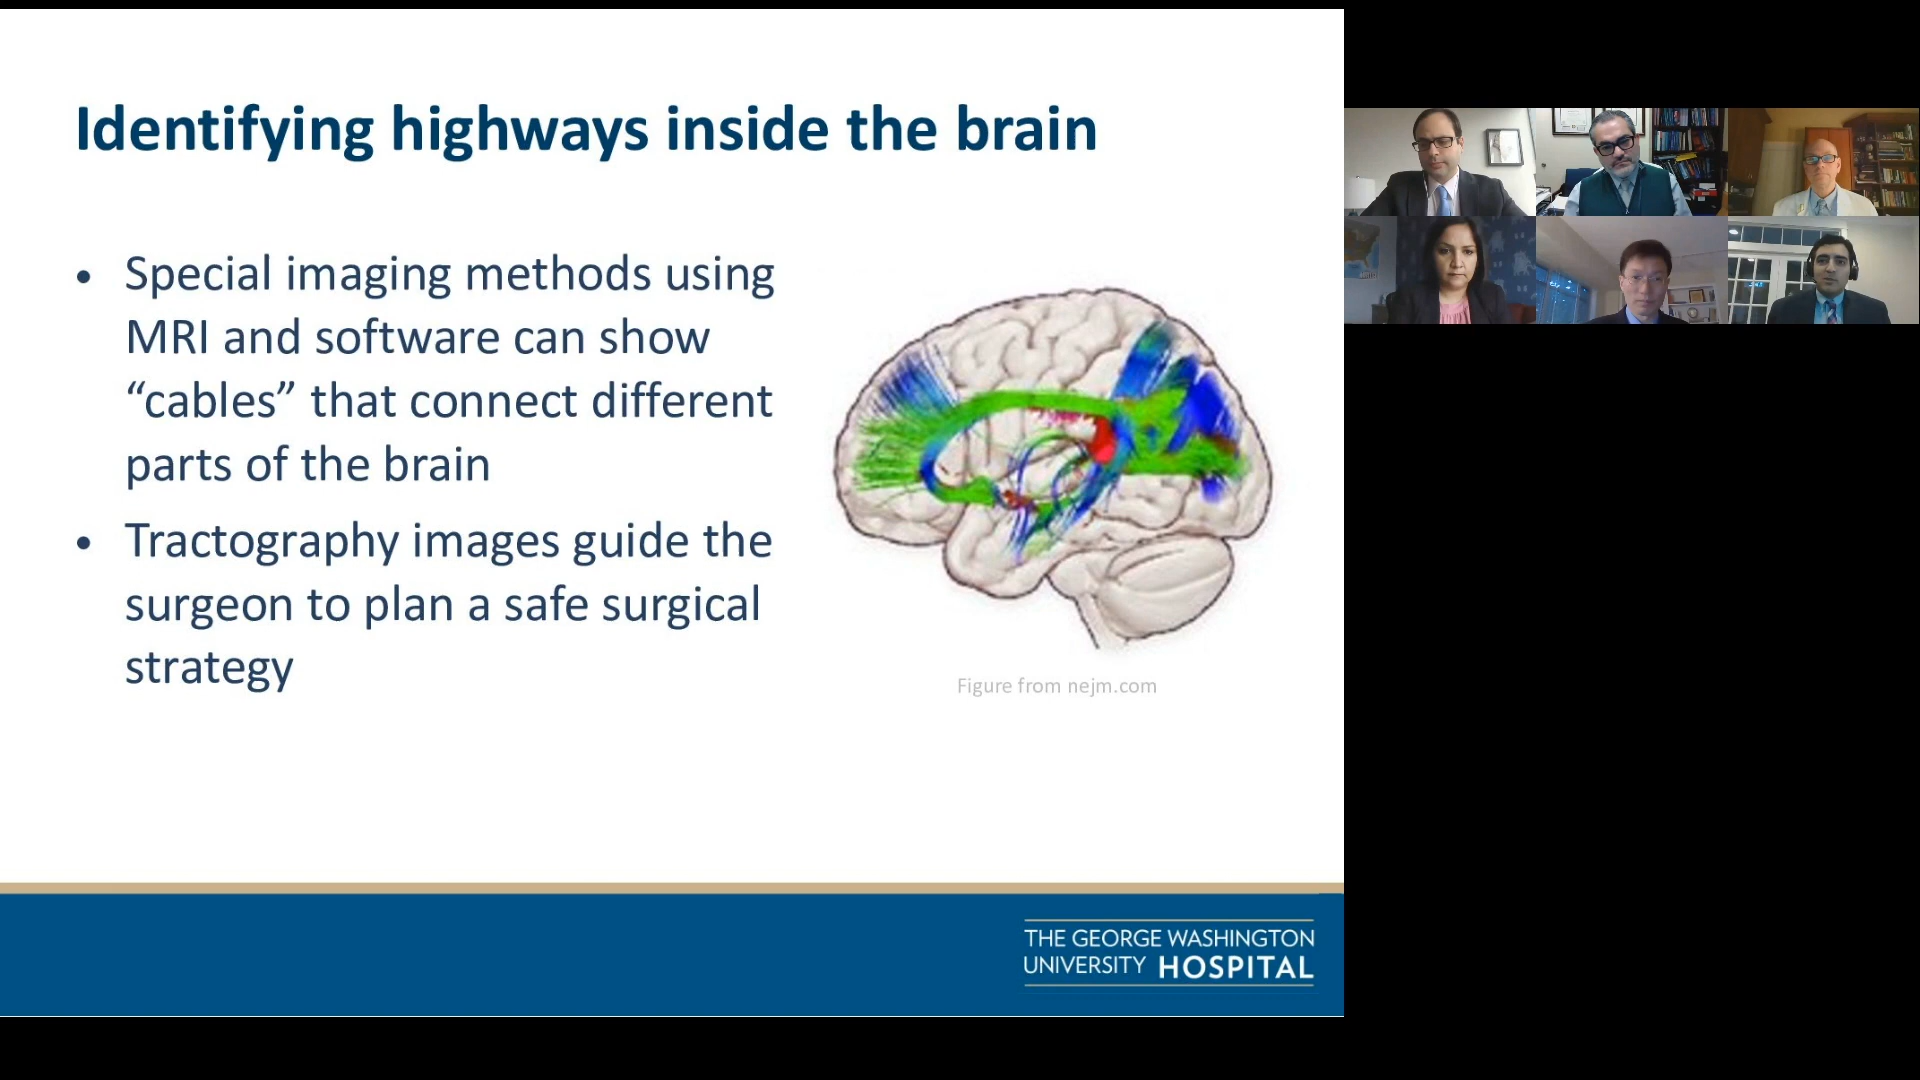 Identifying highways inside the brain
• Special imaging methods using
MRI and software can show
“cables” that connect different
parts of the brain
• Tractography images guide the
surgeon to plan a safe surgical
strategy
Figure from nejm.com
THE GEORGE WASHINGTON
UNIVERSITY HOSPITAL